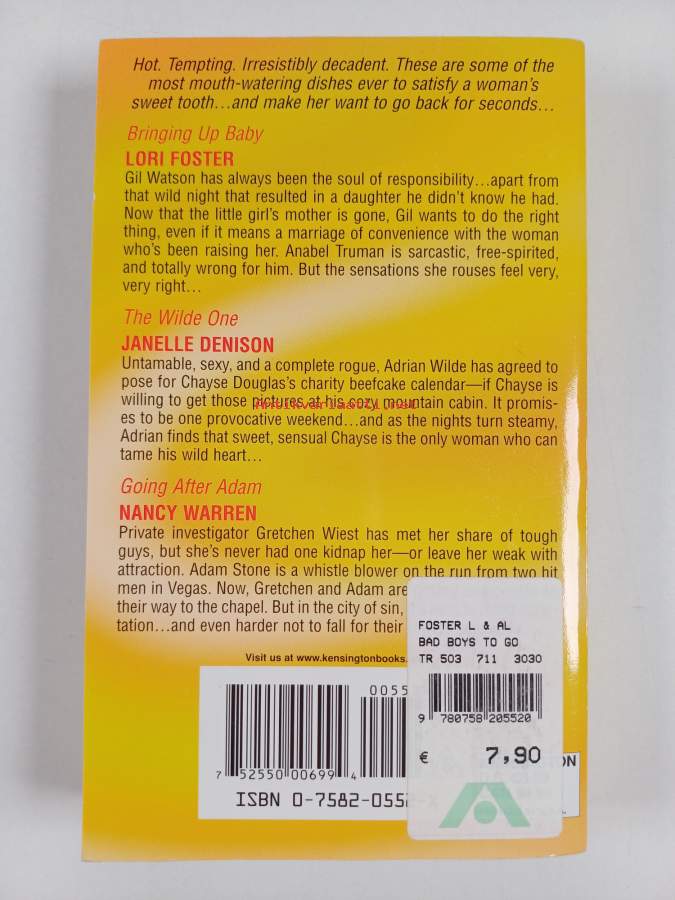 Hot. Tempting. Irresistibly decadent. These are some of the
most mouth-watering dishes ever to satisfy a woman's
sweet tooth...and make her want to go back for seconds...
Bringing Up Baby
LORI FOSTER
Gil Watson has always been the soul of responsibility...apart from
that wild night that resulted in a daughter he didn't know he had.
Now that the little girl's mother is gone, Gil wants to do the right
thing, even if it means a marriage of convenience with the woman
who's been raising her. Anabel Truman is sarcastic, free-spirited,
and totally wrong for him. But the sensations she rouses feel very,
very right...
The Wilde One
JANELLE DENISON
Untamable, sexy, and a complete rogue, Adrian Wilde has agreed to
pose for Chayse Douglas's charity beefcake calendar—if Chayse is
willing to get those pictures at his cozy mountain cabin. It promis-
es to be one provocative weekend...and as the nights turn steamy,
Adrian finds that sweet, sensual Chayse is the only woman who can
tame his wild heart...
Going After Adam
NANCY WARREN
Private investigator Gretchen Wiest has met her share of tough
guys, but she's never had one kidnap her—or leave her weak with
attraction. Adam Stone is a whistle blower on the run from two hit
men in Vegas. Now, Gretchen and Adam are
their way to the chapel. But in the city of sin,
tation...and even harder not to fall for their
Visit us at www.kensingtonbooks.
0055
7 52550 00699 4
ISBN 0-7582-055
FOSTER L & AL
BAD BOYS TO GO
TR 503 711 3030
9 780758 205520
€ 7,90
ON